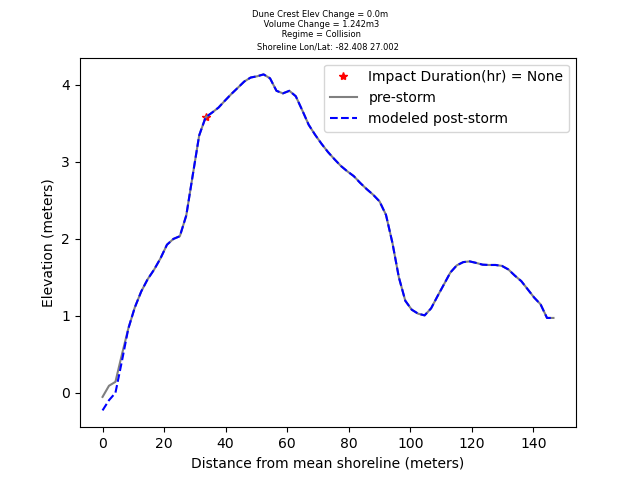 Dune Crest Elev Change = 0.0m
Volume Change = 1.242m3
Regime = Collision
Shoreline Lon/Lat: -82.408 27.002
Impact Duration(hr) = None
pre-storm
modeled post-storm
4
3
2
1
0
Elevation (meters)
0 20 40 60 80 100 120 140
Distance from mean shoreline (meters)